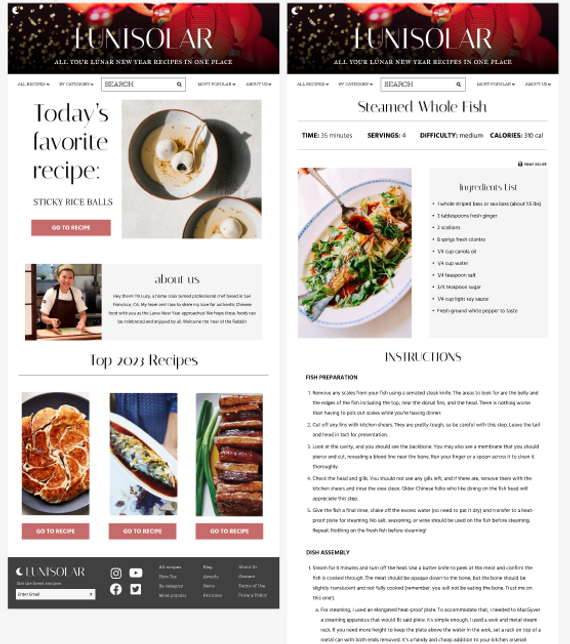 LUNISOLAR
ALL YOUR LUNAR NEW YEAR RECIPES IN ONE PLACE
ALL RECIPES BY CATEGORY SEARCH MOST POPULAR ABOUT US
Today's
favorite
recipe:
STICKY RICE BALLS
GO TO RECIPE
about us
Hey there! I'm Lucy, a home cook turned professional chef based in San
Francisco, CA. My team and I are to share my love for authentic Chinese
food with you as the Lunar New Year approaches! We hope these foods can
be celebrated and enjoyed by all. Welcome the Year of the Rabbit!
Top 2023 Recipes
GO TO RECIPE GO TO RECIPE GO TO RECIPE
LUNISOLAR
Get the latest recipes
Enter Email
All recipes
By category
Most popular
Blog
Awards
News
About Us
Careers
Terms of Use
Privacy Policy
LUNISOLAR
ALL YOUR LUNAR NEW YEAR RECIPES IN ONE PLACE
ALL RECIPES BY CATEGORY SEARCH MOST POPULAR ABOUT US
Steamed Whole Fish
TIME: 35 minutes SERVINGS: 4 DIFFICULTY: medium CALORIES: 310 cal
PRINT RECIPE
Ingredients List
• 1 whole striped bass or sea bass (about 1.5 lbs)
• 3 tablespoons fresh ginger
• 2 scallions
• 6 sprigs fresh cilantro
• 1/4 cup canola oil
• 1/4 cup water
• 1/4 teaspoon salt
• 3/4 teaspoon sugar
• 1/4 cup light soy sauce
• Fresh-ground white pepper to taste
INSTRUCTIONS
FISH PREPARATION
1. Remove any scales from your fish using a serrated steak knife. The areas to look for are the belly and
the edges of the fish including the top, near the dorsal fins, and the head. There is nothing worse
than having to pick out scales while you're having dinner.
2. Cut off any fins with kitchen shears. They are pretty tough, so be careful with this step. Leave the tail
and head in tact for presentation.
3. Look at the cavity, and you should see the backbone. You may also see a membrane that you should
pierce and cut, revealing a blood line near the bone. Run your finger or a spoon across it to clean it
thoroughly.
4. Check the head and gills. You should not see any gills left, and if there are, remove them with the
kitchen shears and rinse the area clean. Older Chinese folks who like dining on the fish head will
appreciate this step.
5. Give the fish a final rinse, shake off the excess water (no need to pat it dry) and transfer to a heat-
proof plate for steaming. No salt, seasoning, or wine should be used on the fish before steaming.
Repeat. Nothing on the fresh fish before steaming!
DISH ASSEMBLY
1. Steam for 9 minutes and turn off the heat. Use a butter knife to peek at the meat and confirm the
fish is cooked through. The meat should be opaque down to the bone, but the bone should be
slightly translucent and not fully cooked (remember, you will not be eating the bone. Trust me on
this one!).
a. For steaming, I used an elongated heat-proof plate. To accommodate that, I needed to MacGyver
a steaming apparatus that would fit said plate. It's simple enough. I usually use a wok and metal steam
rack. If you need more height to keep the plate above the water in the wok, set a rack on top of a
metal can with both ends removed. It's a handy and cheap addition to your kitchen arsenal